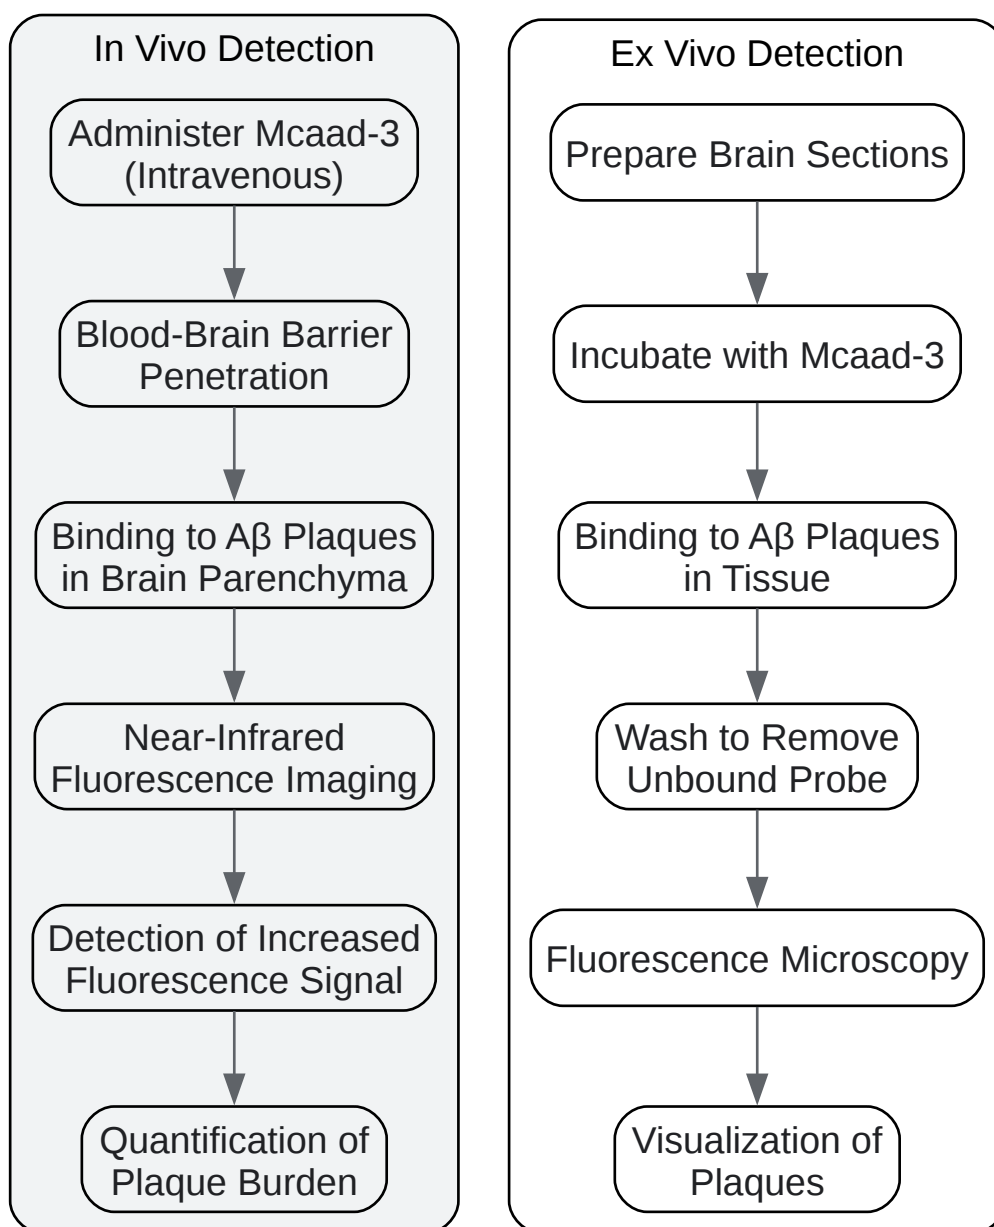 In Vivo Detection
Administer Mcaad-3
(Intravenous)
Blood-Brain Barrier
Penetration
Binding to Aβ Plaques
in Brain Parenchyma
Near-Infrared
Fluorescence Imaging
Detection of Increased
Fluorescence Signal
Quantification of
Plaque Burden
Ex Vivo Detection
Prepare Brain Sections
Incubate with Mcaad-3
Binding to Aβ Plaques
in Tissue
Wash to Remove
Unbound Probe
Fluorescence Microscopy
Visualization of
Plaques